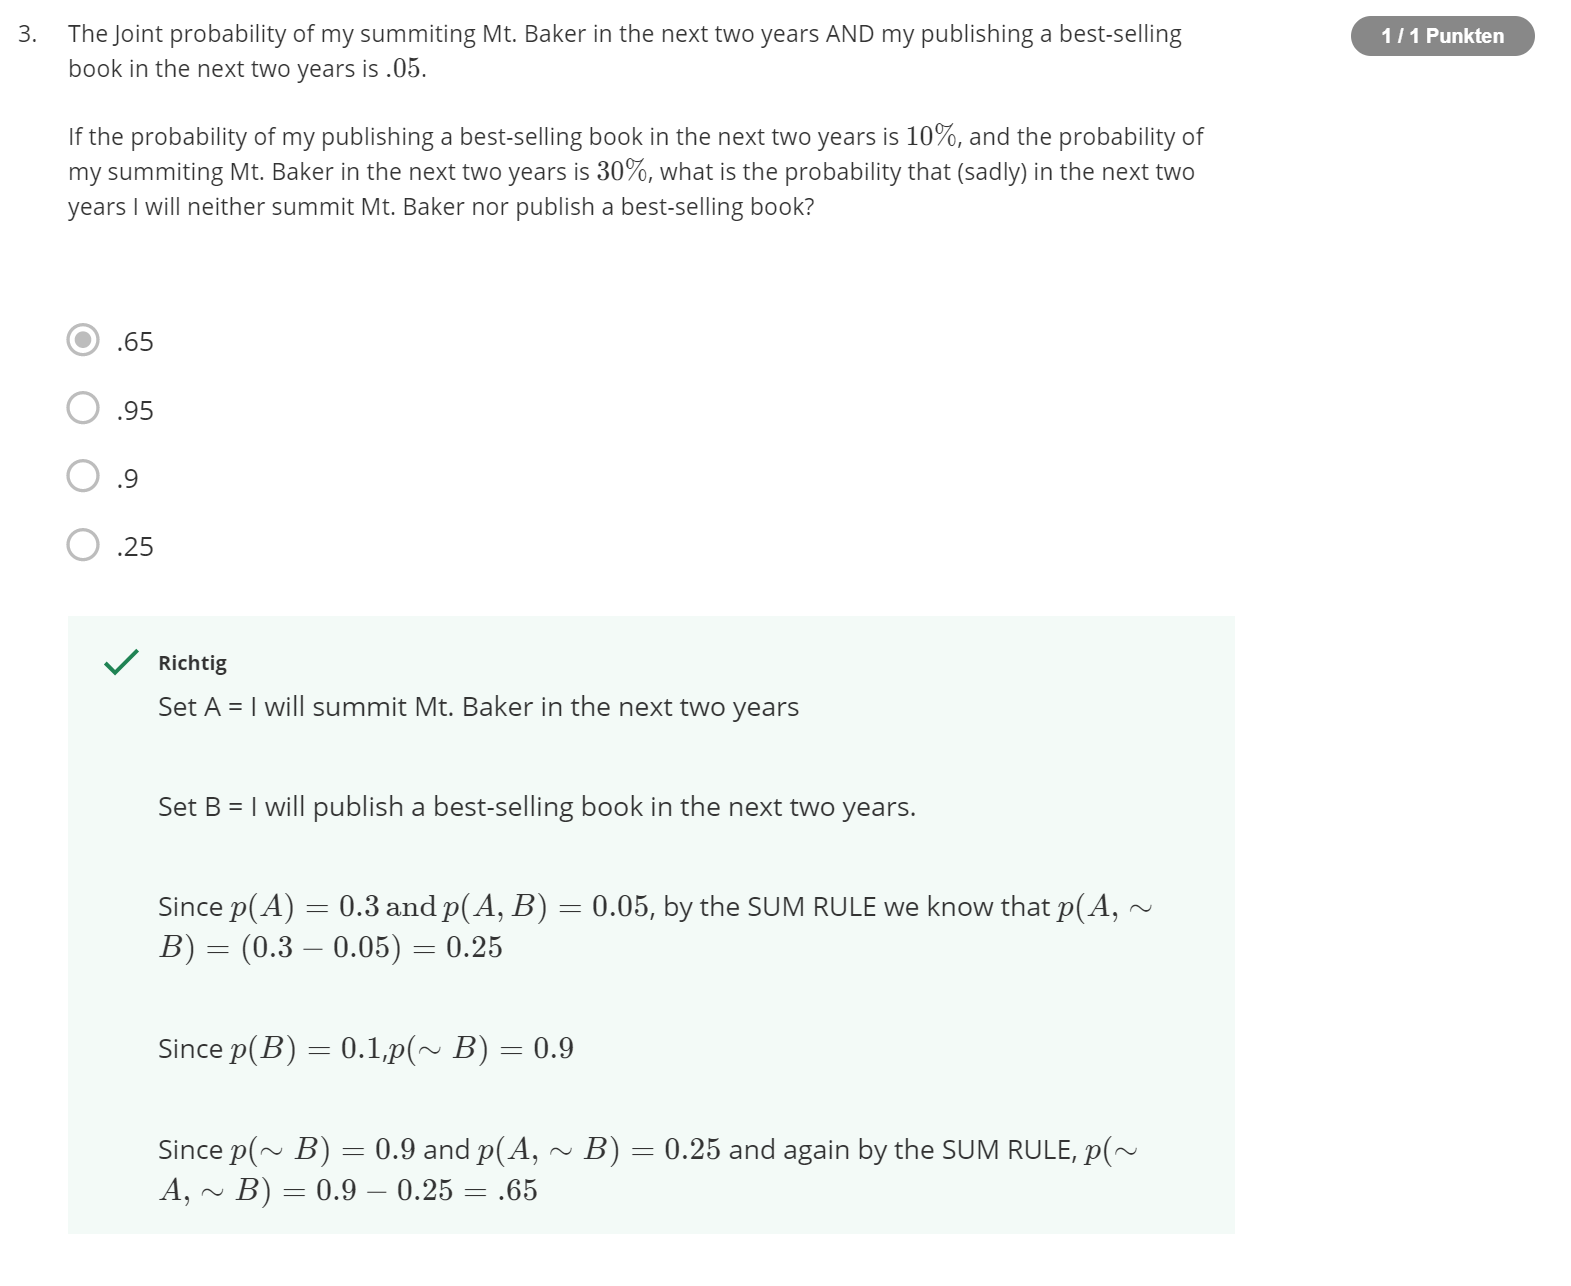 3. The Joint probability of my summiting Mt. Baker in the next two years AND my publishing a best-selling
1 / 1 Punkten
book in the next two years is .05.
If the probability of my publishing a best-selling book in the next two years is 10%, and the probability of
my summiting Mt. Baker in the next two years is 30%, what is the probability that (sadly) in the next two
years I will neither summit Mt. Baker nor publish a best-selling book?
.65
.95
.9
.25
Richtig
Set A = I will summit Mt. Baker in the next two years
Set B = I will publish a best-selling book in the next two years.
Since p(A) = 0.3 and p(A, B) = 0.05, by the SUM RULE we know that p(A, ∼
B) = (0.3 − 0.05) = 0.25
Since p(B) = 0.1,p(∼ B) = 0.9
Since p(∼ B) = 0.9 and p(A, ∼ B) = 0.25 and again by the SUM RULE, p(∼
A, ∼ B) = 0.9 − 0.25 = .65